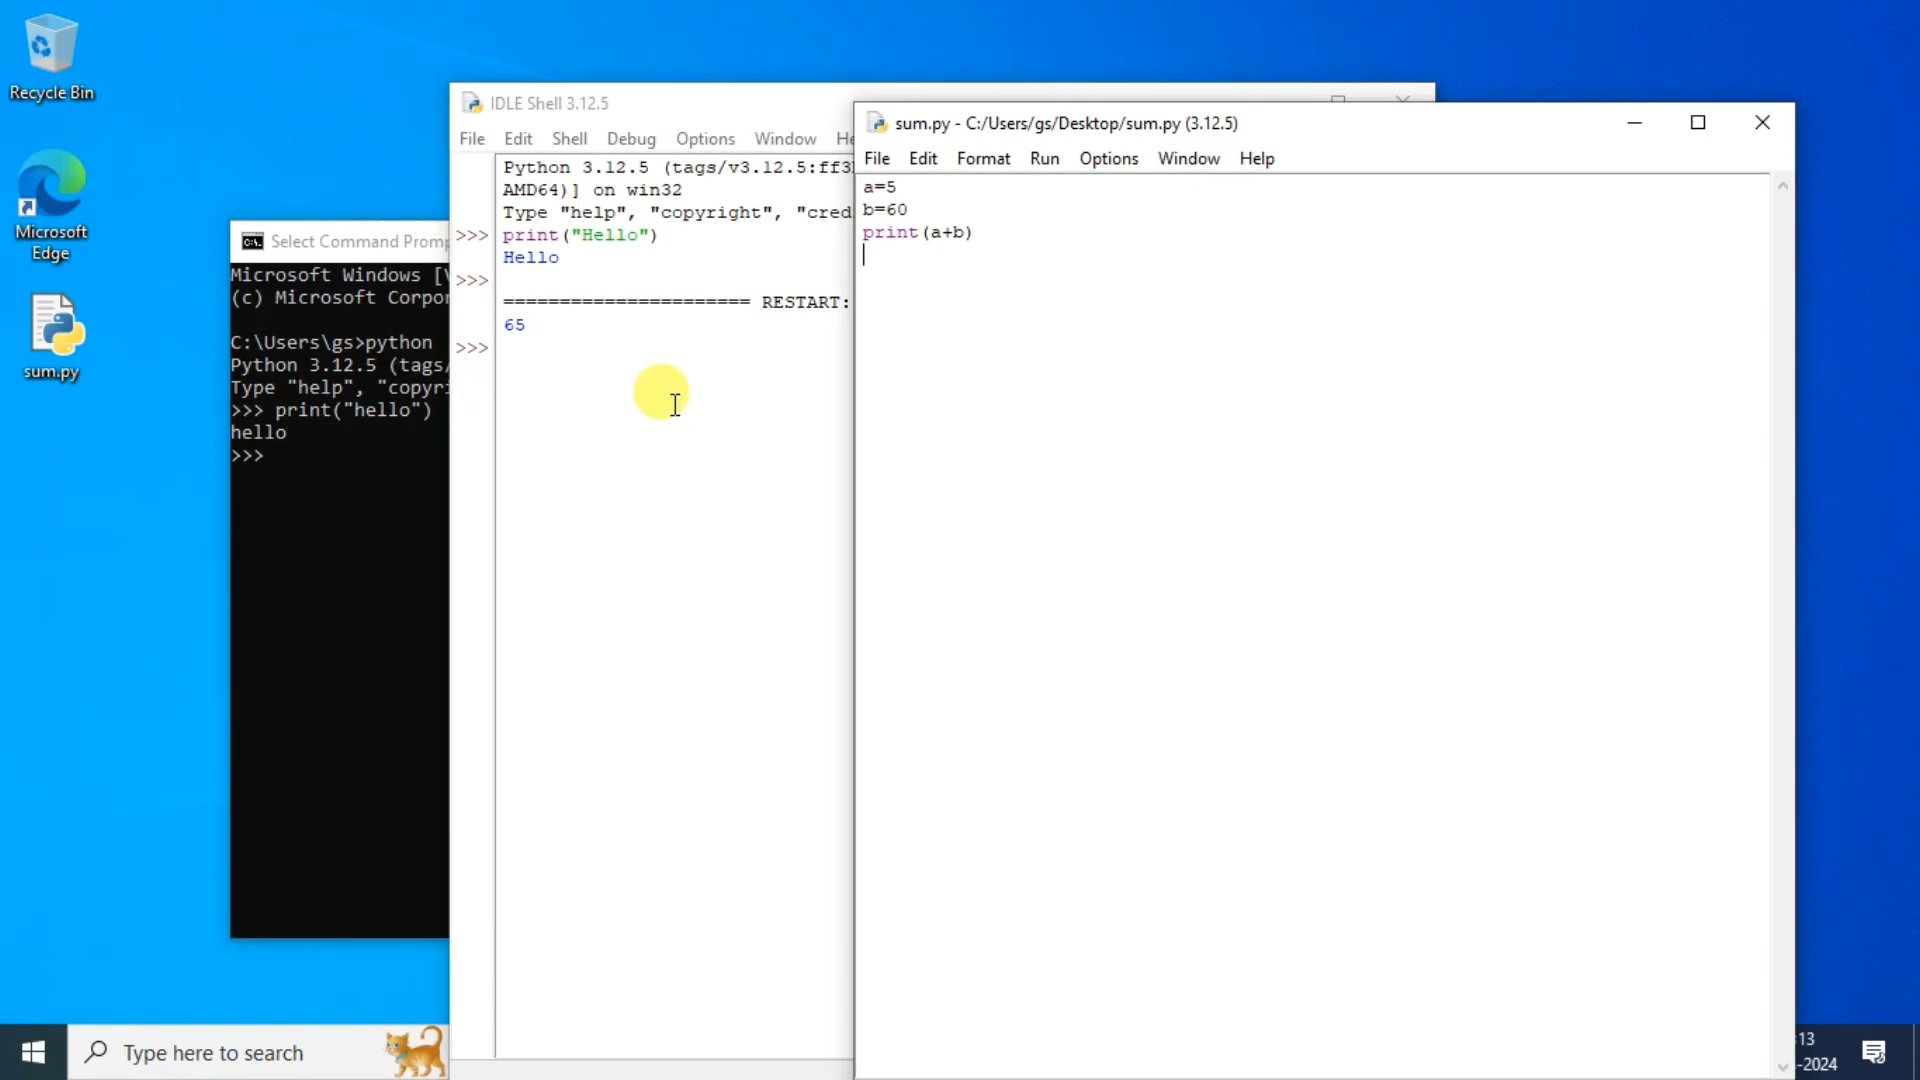 Recycle Bin
Microsoft
Edge
sum.py
Select Command Promp
Microsoft Windows [V
(c) Microsoft Corpor
C:\Users\gs>python
Python 3.12.5 (tags/
Type "help", "copyri
>>> print("hello")
hello
>>>
IDLE Shell 3.12.5
File Edit Shell Debug Options Window He
Python 3.12.5 (tags/v3.12.5:ff3
AMD64)] on win32
Type "help", "copyright", "cred
>>> print("Hello")
Hello
>>>
====================== RESTART:
65
>>>
sum.py - C:/Users/gs/Desktop/sum.py (3.12.5)
File Edit Format Run Options Window Help
a=5
b=60
print(a+b)
Type here to search
13
-2024